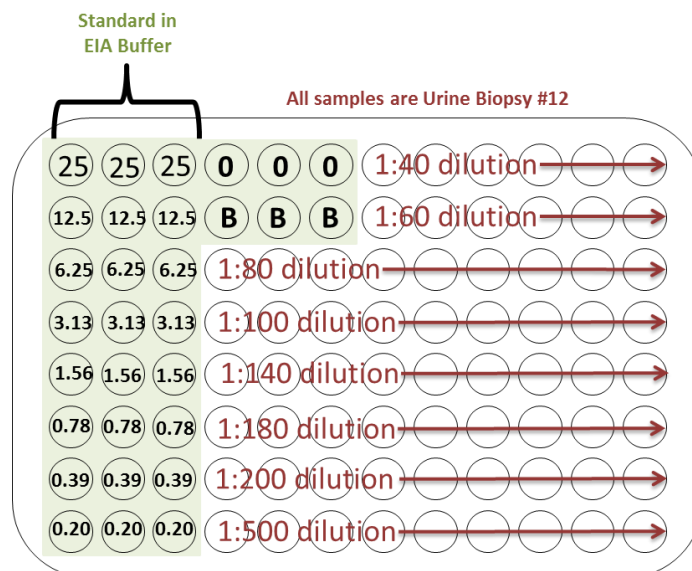 Standard in
EIA Buffer
All samples are Urine Biopsy #12
25 25 25 0 0 0 1:40 dilution
12.5 12.5 12.5 B B B 1:60 dilution
6.25 6.25 6.25 1:80 dilution
3.13 3.13 3.13 1:100 dilution
1.56 1.56 1.56 1:140 dilution
0.78 0.78 0.78 1:180 dilution
0.39 0.39 0.39 1:200 dilution
0.20 0.20 0.20 1:500 dilution